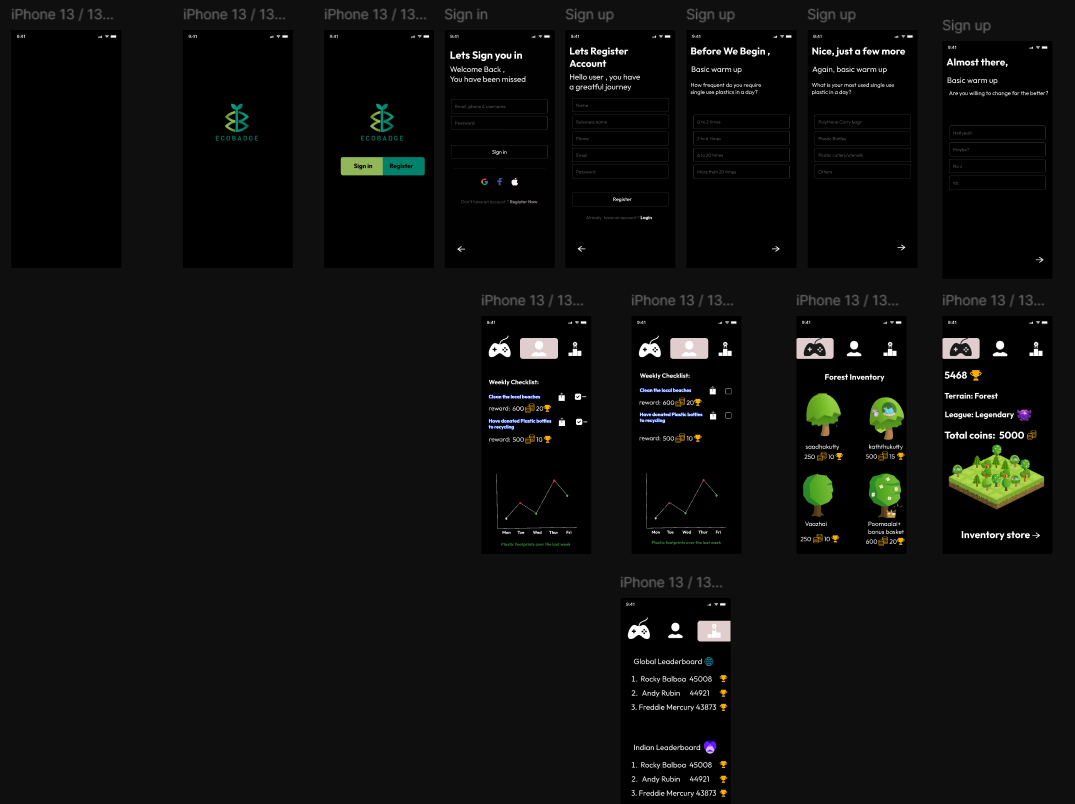 iPhone 13 / 13...
iPhone 13 / 13...
iPhone 13 / 13...
Sign in
Sign up
Sign up
Sign up
Sign up
9:41
9:41
ECOBADGE
9:41
ECOBADGE
Sign in
Register
9:41
Lets Sign you in
Welcome Back ,
You have been missed
Email, phone & username
Password
Sign in
Don't have an account ? Register Now
9:41
Lets Register
Account
Hello user , you have
a greatful journey
Name
Phone
Email
Password
Register
Already have an account ? Login
9:41
Before We Begin ,
Basic warm up
How frequent do you require
single use plastics in a day?
0 to 2 times
2 to 6 times
6 to 20 times
More than 20 times
9:41
Nice, just a few more
Again, basic warm up
What is your most used single use
plastic in a day?
Polythene Carry bags
Plastic Bottles
Plastic cutlery/utensils
Others
9:41
Almost there,
Basic warm up
Are you willing to change for the better?
Hell yeah!
Maybe?
iPhone 13 / 13...
iPhone 13 / 13...
iPhone 13 / 13...
iPhone 13 / 13...
9:41
Weekly Checklist:
Clean the local beaches
reward: 600 20
Have donated Plastic bottles
to recycling
reward: 500 10
Mon Tue Wed Thur Fri
Plastic footprints over the last week
9:41
Weekly Checklist:
Clean the local beaches
reward: 600 20
Have donated Plastic bottles
to recycling
reward: 500 10
Mon Tue Wed Thur Fri
Plastic footprints over the last week
9:41
Forest Inventory
saadhakutty
250 10
kaththukutty
500 15
Vaazhai
250 10
Poomaalai+
bonus basket
600 20
9:41
5468
Terrain: Forest
League: Legendary
Total coins: 5000
Inventory store
iPhone 13 / 13...
9:41
Global Leaderboard
1. Rocky Balboa 45008
2. Andy Rubin 44921
3. Freddie Mercury 43873
Indian Leaderboard
1. Rocky Balboa 45008
2. Andy Rubin 44921
3. Freddie Mercury 43873